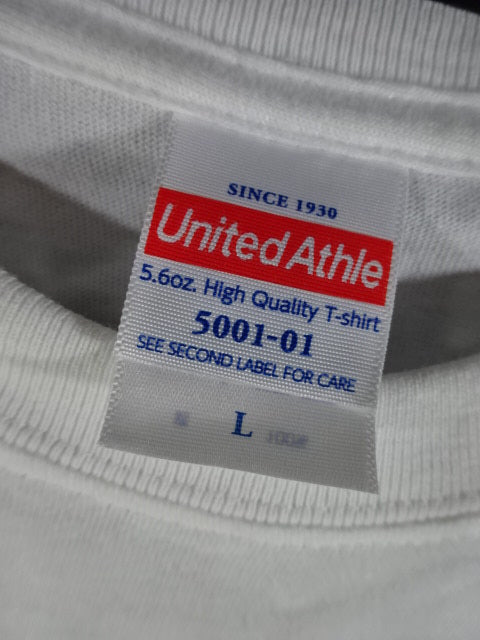 SINCE 1930
United Athle
5.6oz. High Quality T-shirt
5001-01
SEE SECOND LABEL FOR CARE
L